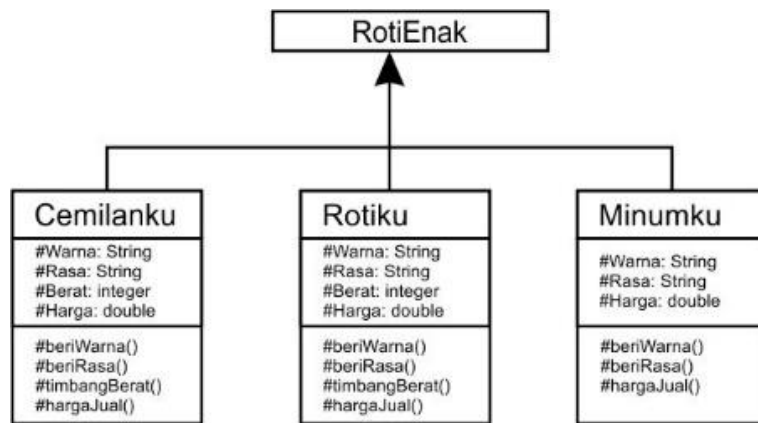 RotiEnak
Cemilanku
#Warna: String
#Rasa: String
#Berat: integer
#Harga: double
#beriWarna()
#beriRasa()
#timbangBerat()
#hargaJual()
Rotiku
#Warna: String
#Rasa: String
#Berat: integer
#Harga: double
#beriWarna()
#beriRasa()
#timbangBerat()
#hargaJual()
Minumku
#Warna: String
#Rasa: String
#Harga: double
#beriWarna()
#beriRasa()
#hargaJual()